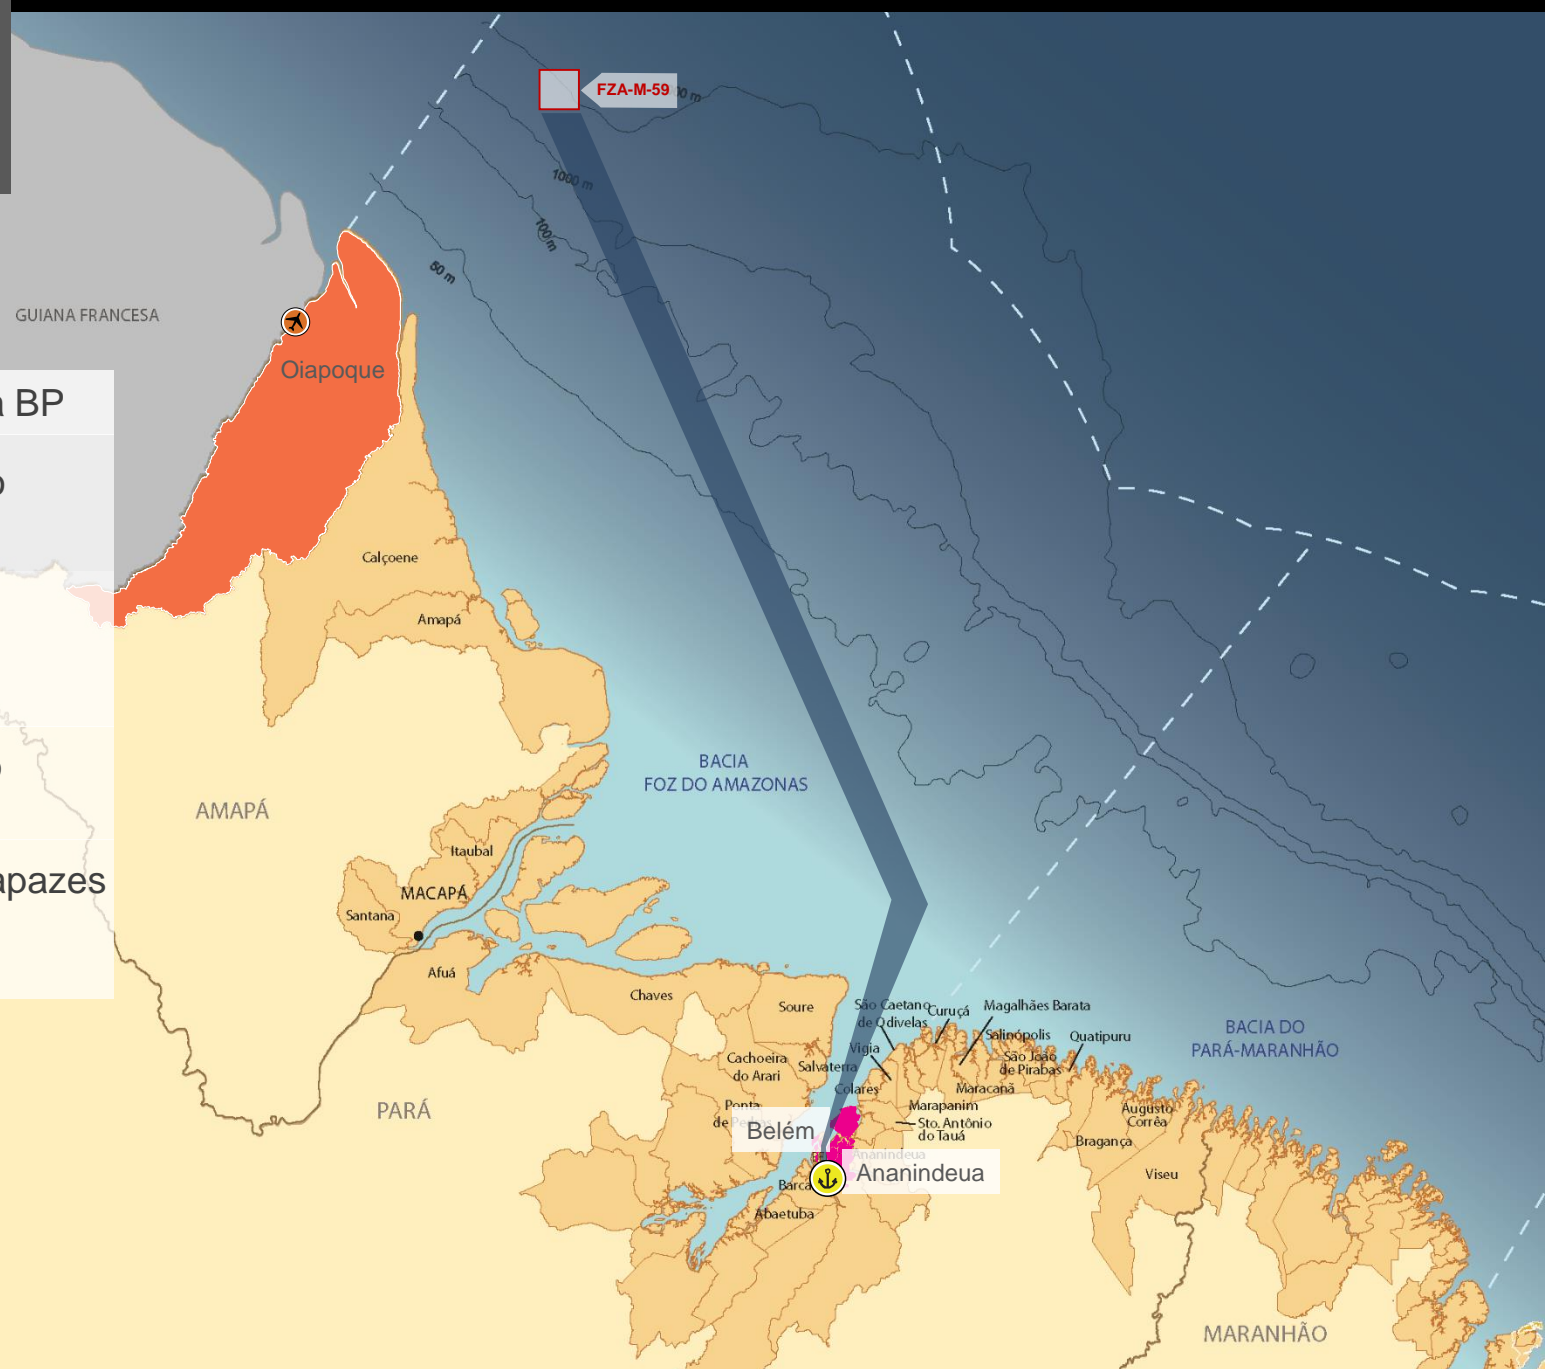 FZA-M-59
00 m
1000 m
100 m
50 m
GUIANA FRANCESA
Oiapoque
a BP
o
o
apazes
Calçoene
Amapá
BACIA
FOZ DO AMAZONAS
AMAPÁ
Itaubal
MACAPÁ
Santana
Afuá
Chaves
Soure
São Caetano
de Odivelas
Curuçá
Magalhães Barata
Salinópolis
Quatipuru
BACIA DO
PARÁ-MARANHÃO
Vigia
São João
de Pirabas
Cachoeira
do Arari
Salvaterra
Colares
Maracanã
PARÁ
Ponta
de Pedras
Marapanim
Sto. Antônio
do Tauá
Augusto
Corrêa
Belém
Bragança
Ananindeua
Ananindeua
Viseu
Barca
Abaetuba
MARANHÃO